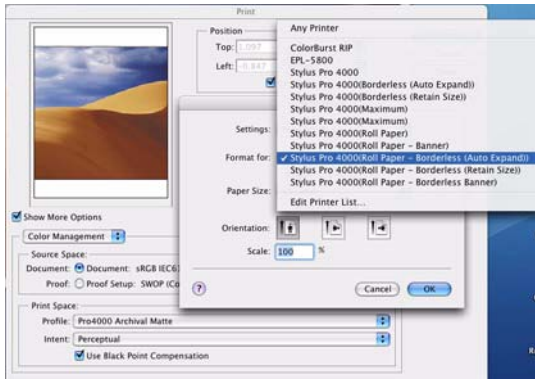 Print
Position
Top: 1.097
Left: -0.847
Any Printer
ColorBurst RIP
EPL-5800
Stylus Pro 4000
Stylus Pro 4000(Borderless (Auto Expand))
Stylus Pro 4000(Borderless (Retain Size))
Stylus Pro 4000(Maximum)
Stylus Pro 4000(Maximum)
Stylus Pro 4000(Roll Paper)
Stylus Pro 4000(Roll Paper - Banner)
✓ Stylus Pro 4000(Roll Paper - Borderless (Auto Expand))
Stylus Pro 4000(Roll Paper - Borderless (Retain Size))
Stylus Pro 4000(Roll Paper - Borderless Banner)
Edit Printer List...
Settings:
Format for:
Paper Size:
Orientation:
Scale: 100 %
? Cancel OK
Show More Options
Color Management
Source Space:
Document: Document: sRGB IEC6
Proof: Proof Setup: SWOP (Co
Print Space:
Profile: Pro4000 Archival Matte
Intent: Perceptual
Use Black Point Compensation